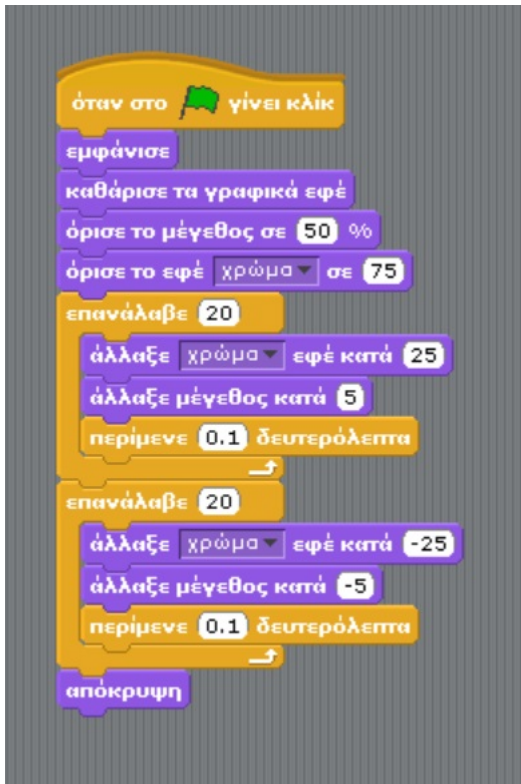 όταν στο γίνει κλίκ
εμφάνισε
καθάρισε τα γραφικά εφέ
όρισε το μέγεθος σε 50 %
όρισε το εφέ χρώμα σε 75
επανάλαβε 20
άλλαξε χρώμα εφέ κατά 25
άλλαξε μέγεθος κατά 5
περίμενε 0.1 δευτερόλεπτα
επανάλαβε 20
άλλαξε χρώμα εφέ κατά -25
άλλαξε μέγεθος κατά -5
περίμενε 0.1 δευτερόλεπτα
απόκρυψη